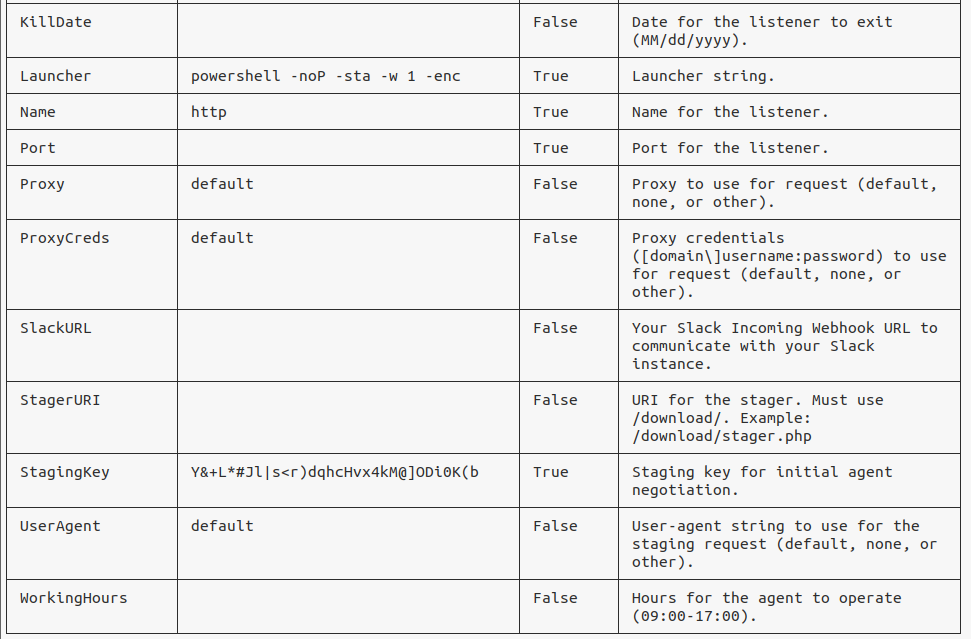 KillDate False Date for the listener to exit
(MM/dd/yyyy).
Launcher powershell -noP -sta -w 1 -enc True Launcher string.
Name http True Name for the listener.
Port True Port for the listener.
Proxy default False Proxy to use for request (default,
none, or other).
ProxyCreds default False Proxy credentials
([domain\]username:password) to use
for request (default, none, or
other).
SlackURL False Your Slack Incoming Webhook URL to
communicate with your Slack
instance.
StagerURI False URI for the stager. Must use
/download/. Example:
/download/stager.php
StagingKey Y&+L*#Jl|s<r)dqhcHvx4kM@]ODi0K(b True Staging key for initial agent
negotiation.
UserAgent default False User-agent string to use for the
staging request (default, none, or
other).
WorkingHours False Hours for the agent to operate
(09:00-17:00).